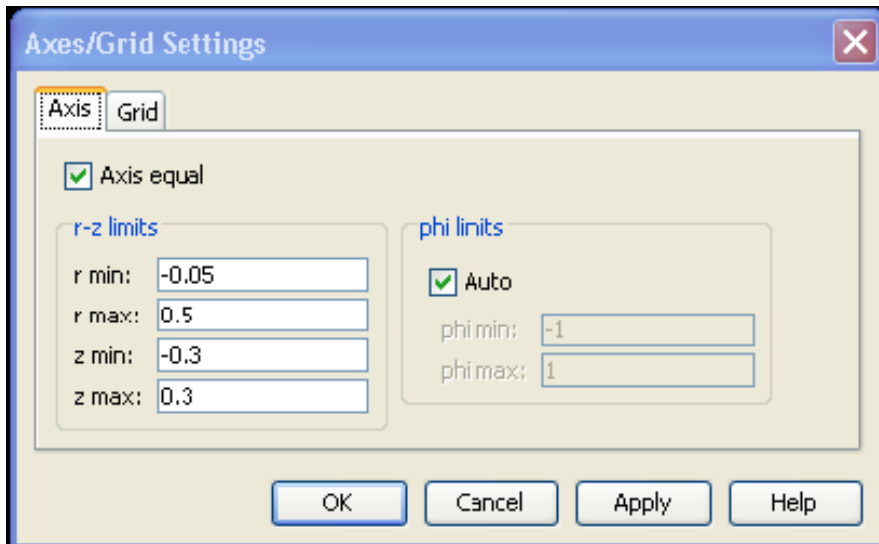 Axes/Grid Settings
Axis Grid
Axis equal
r-z limits
r min: -0.05
r max: 0.5
z min: -0.3
z max: 0.3
phi limits
Auto
phi min: -1
phi max: 1
OK Cancel Apply Help